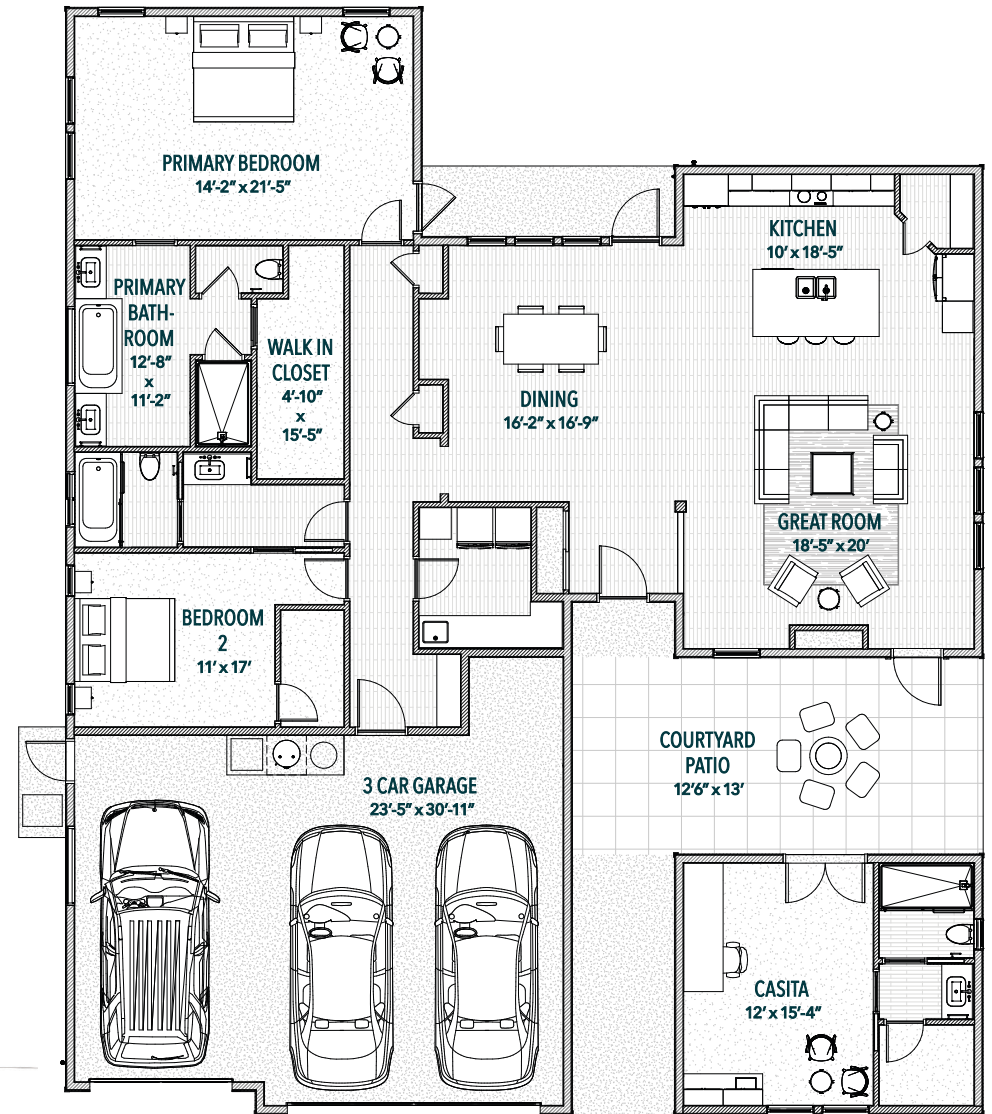 PRIMARY BEDROOM
14'-2" x 21'-5"
KITCHEN
10' x 18'-5"
PRIMARY
BATH-
ROOM
12'-8"
x
11'-2"
WALK IN
CLOSET
4'-10"
x
15'-5"
DINING
16'-2" x 16'-9"
GREAT ROOM
18'-5" x 20'
BEDROOM
2
11' x 17'
COURTYARD
PATIO
12'6" x 13'
3 CAR GARAGE
23'-5" x 30'-11"
CASITA
12' x 15'-4"